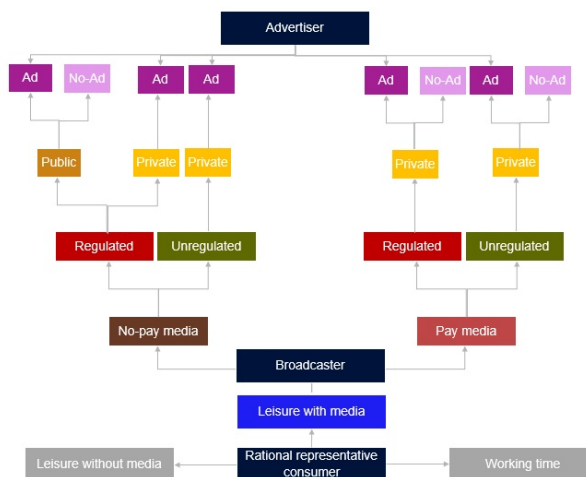 Advertiser
Ad No-Ad Ad Ad Ad No-Ad Ad No-Ad
Public Private Private Private Private
Regulated Unregulated Regulated Unregulated
No-pay media Pay media
Broadcaster
Leisure with media
Leisure without media Rational representative Working time
consumer